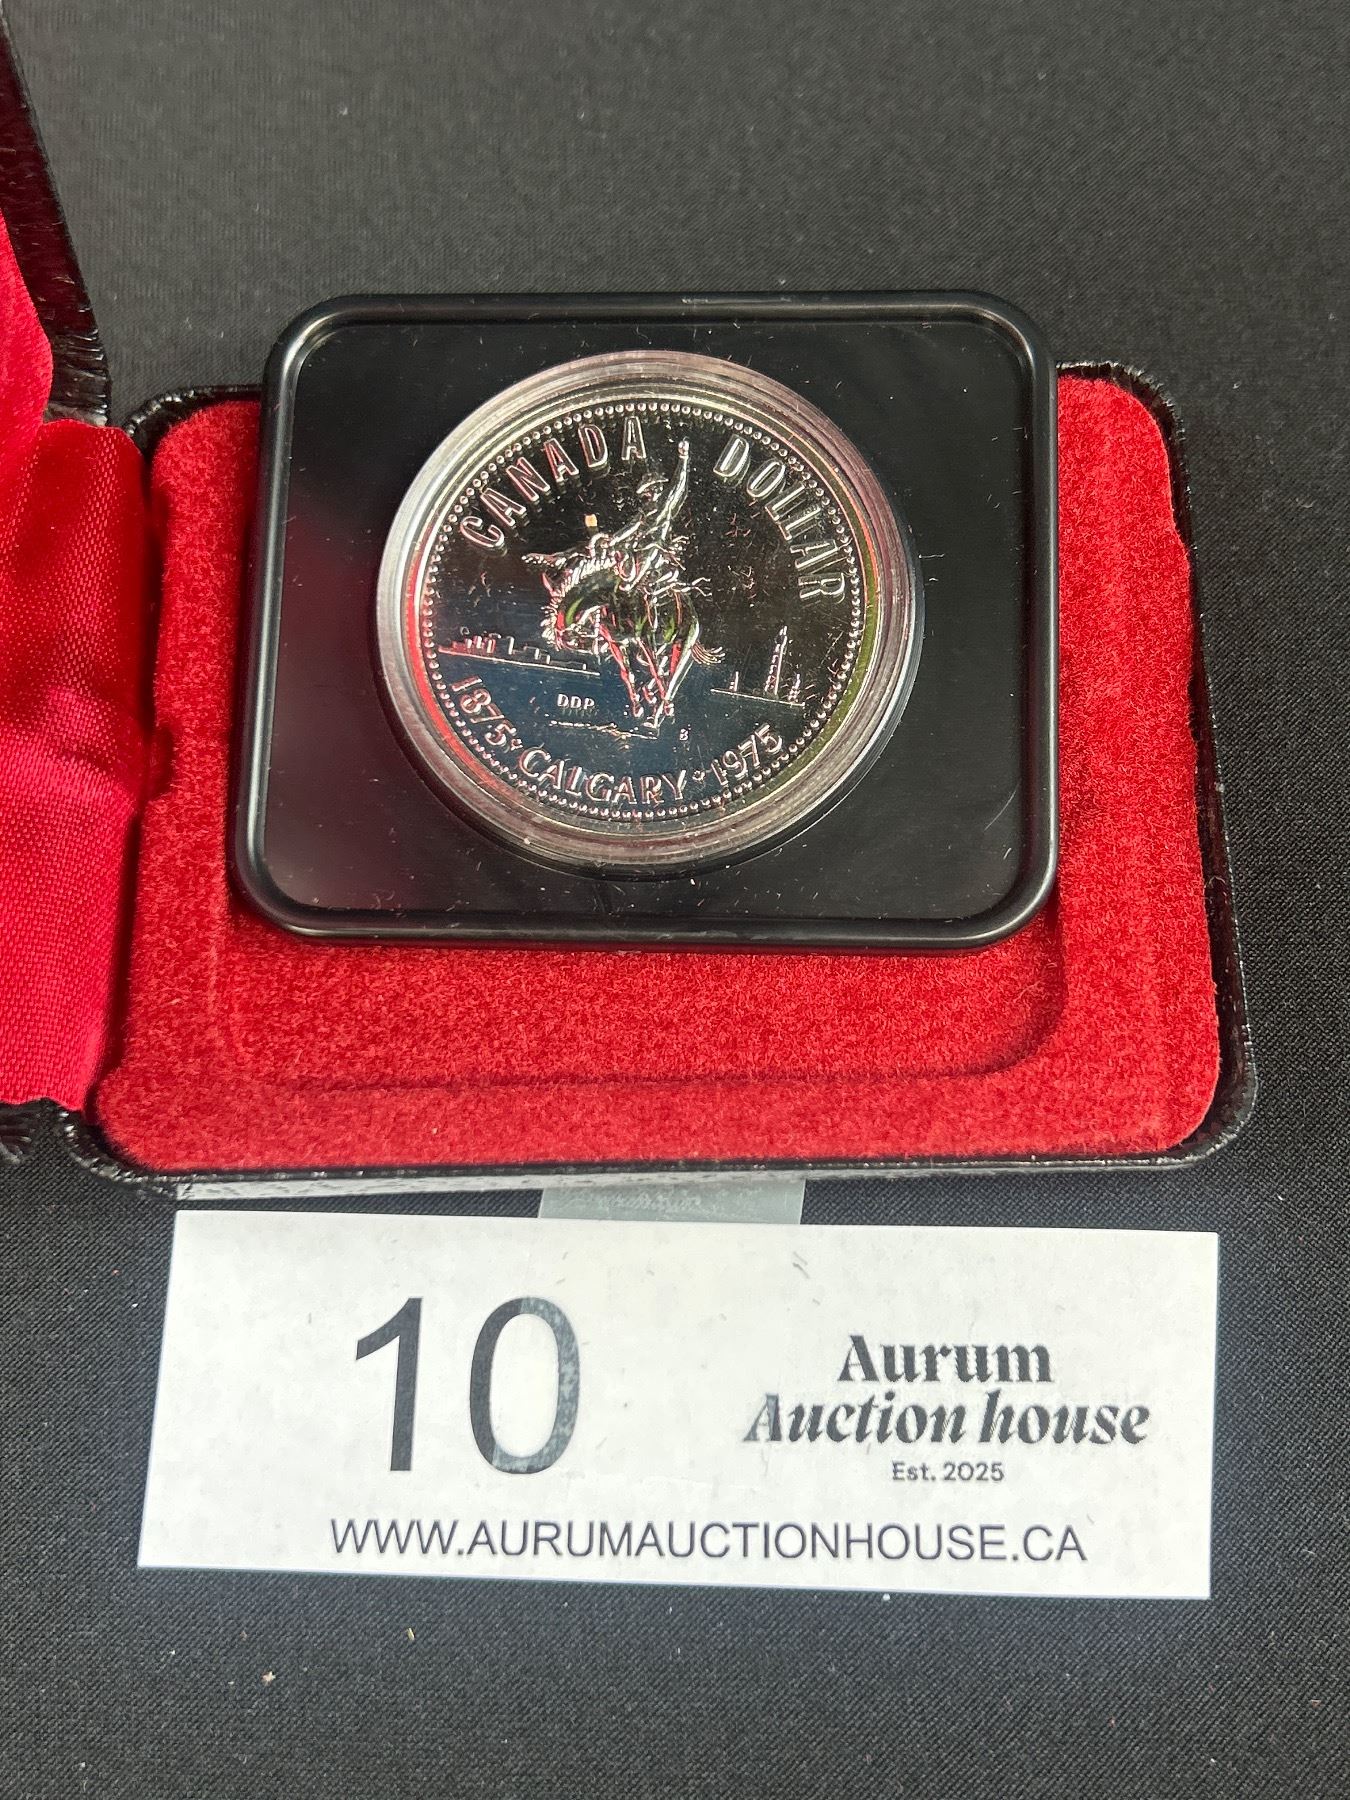 CANADA DOLLAR
DDP
B
1875 · CALGARY · 1975
10
Aurum
Auction house
Est. 2025
WWW.AURUMAUCTIONHOUSE.CA